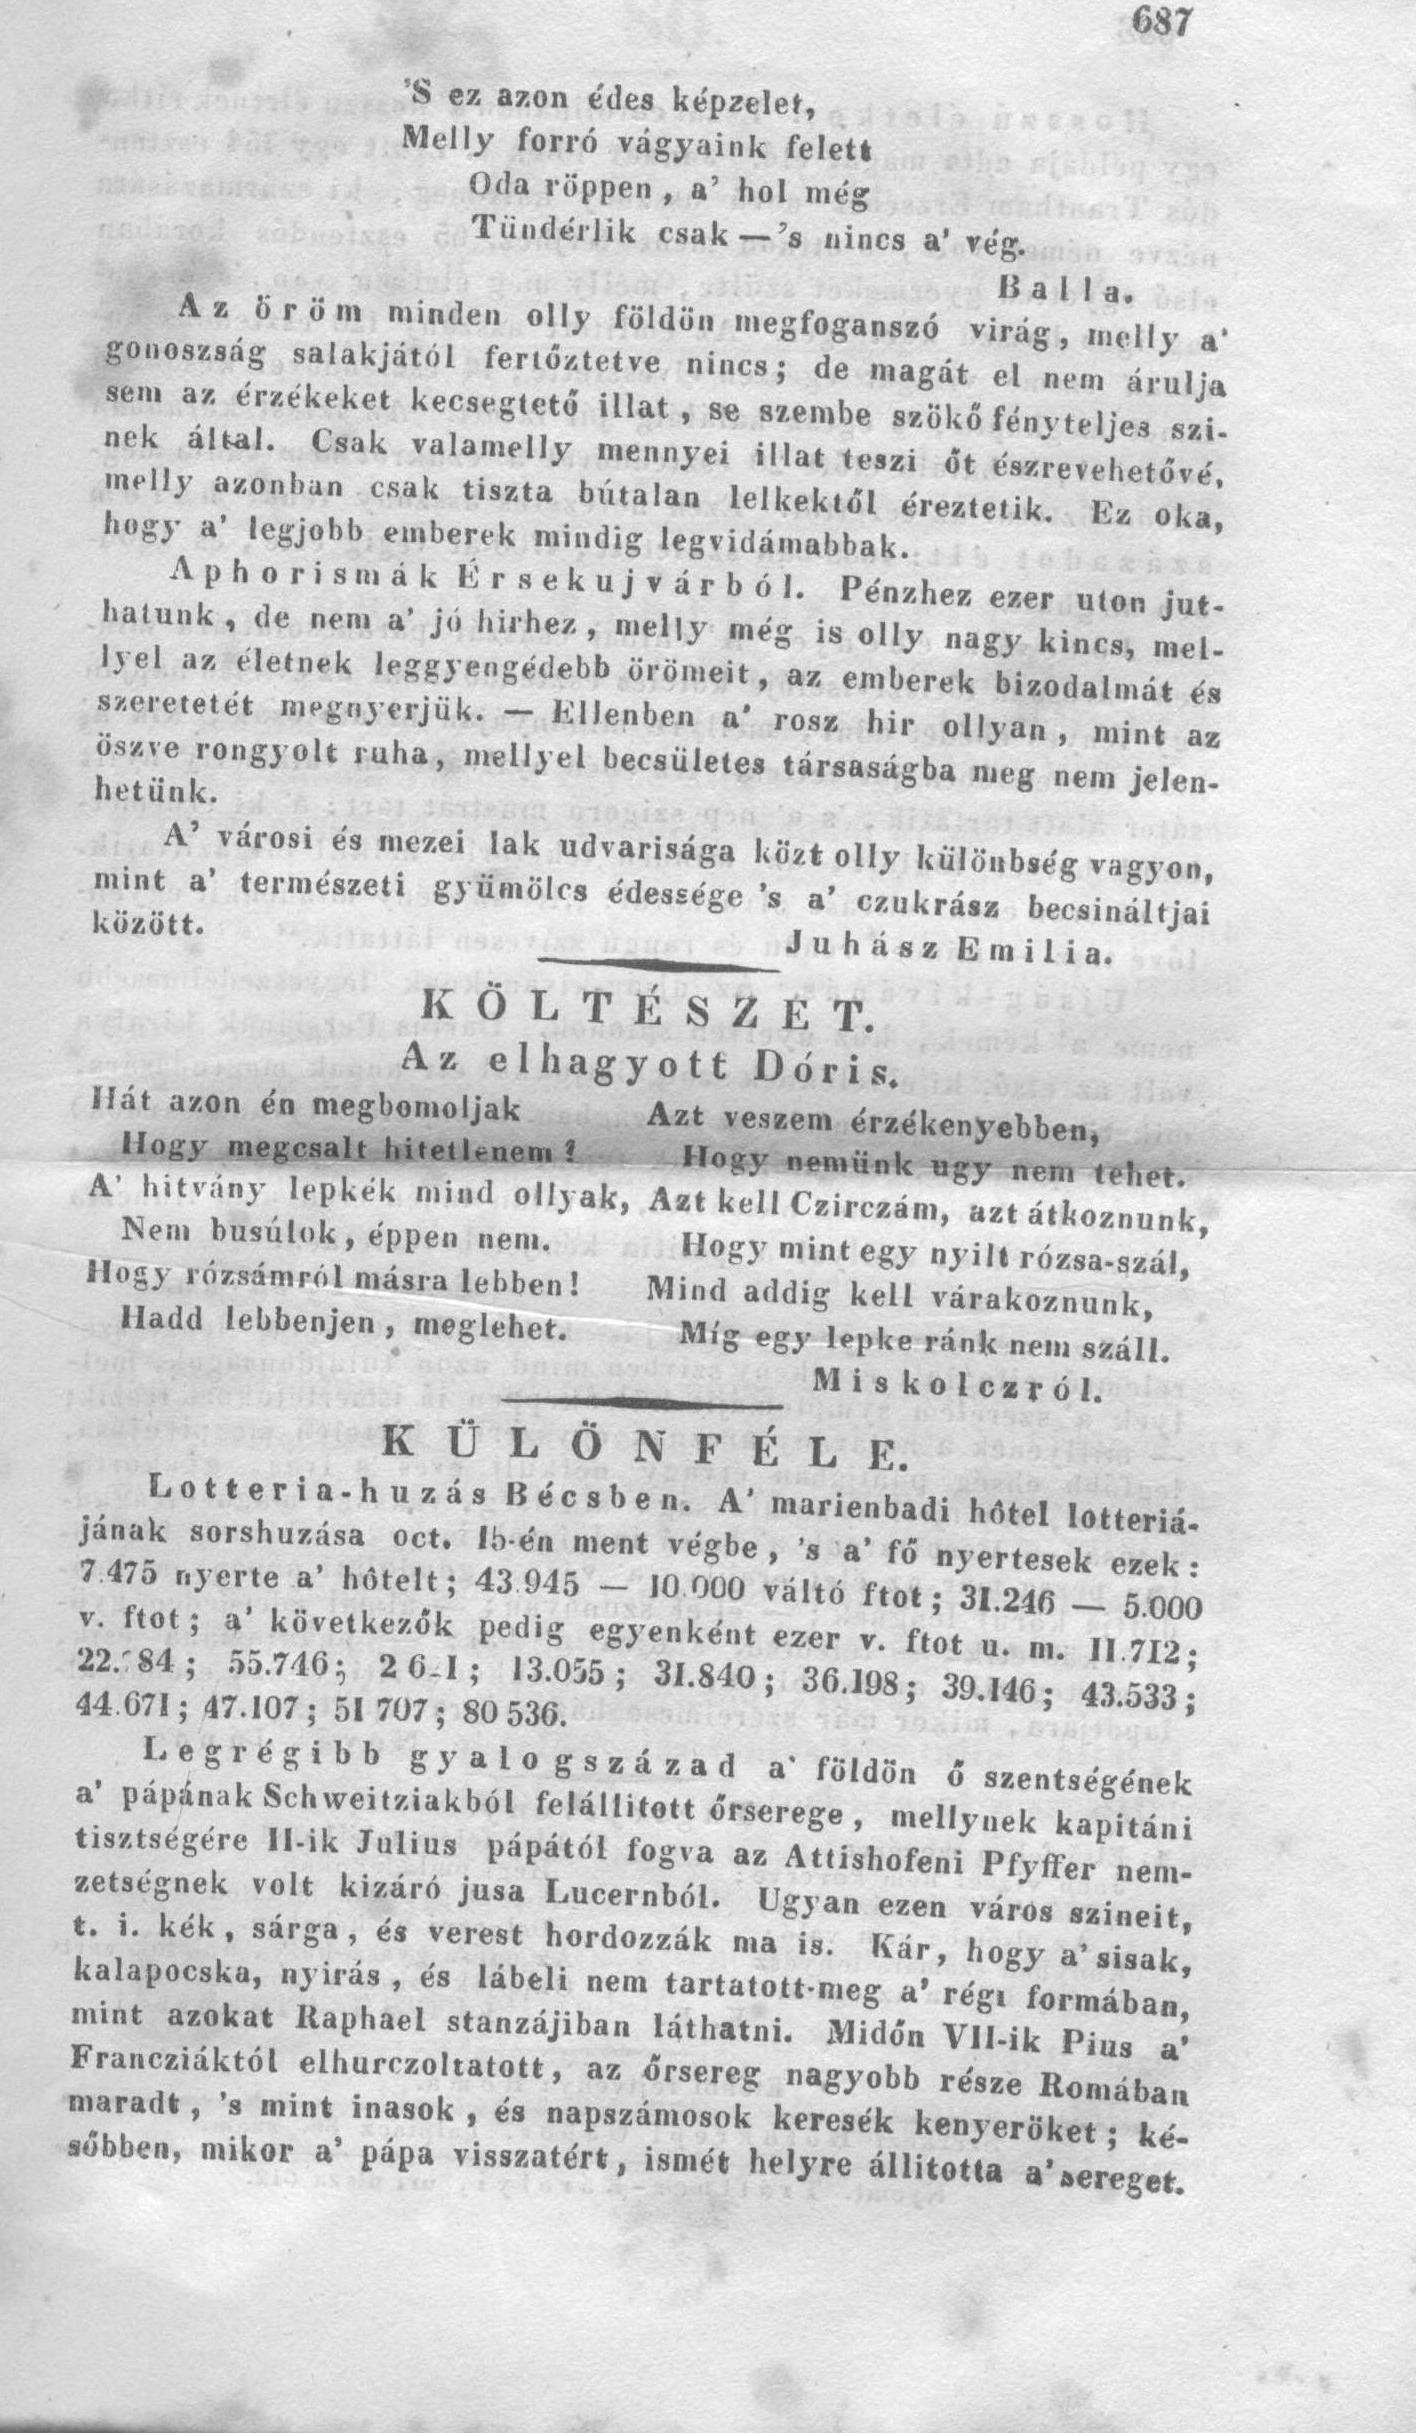 687
'S ez azon édes képzelet,
Melly forró vágyaink felett
Oda röppen, a' hol még
Tündérlik csak — 's nincs a' vég.
Balla.
Az öröm minden olly földön megfoganszó virág, melly a'
gonoszság salakjától fertőztetve nincs; de magát el nem árulja
sem az érzékeket kecsegtető illat, se szembe szökő fényteljes szi-
nek által. Csak valamelly mennyei illat teszi őt észrevehetővé,
melly azonban csak tiszta bútalan lelkektől éreztetik. Ez oka,
hogy a' legjobb emberek mindig legvidámabbak.
Aphorismák Érsekujvárból. Pénzhez ezer uton jut-
hatunk, de nem a' jó hirhez, melly még is olly nagy kincs, mel-
lyel az életnek leggyengédebb örömeit, az emberek bizodalmát és
szeretetét megnyerjük. — Ellenben a' rosz hir ollyan, mint az
öszve rongyolt ruha, mellyel becsületes társaságba meg nem jelen-
hetünk.
A' városi és mezei lak udvarisága közt olly különbség vagyon,
mint a' természeti gyümölcs édessége 's a' czukrász becsináltjai
között.
Juhász Emilia.
KÖLTÉSZET.
Az elhagyott Dóris.
Hát azon én megbomoljak
Hogy megcsalt hitetlenem?
A' hitvány lepkék mind ollyak,
Nem busúlok, éppen nem.
Hogy rózsámról másra lebben!
Hadd lebbenjen, meglehet.
Azt veszem érzékenyebben,
Hogy nemünk ugy nem tehet.
Azt kell Czirczám, azt átkoznunk,
Hogy mint egy nyilt rózsa-szál,
Mind addig kell várakoznunk,
Míg egy lepke ránk nem száll.
Miskolczról.
KÜLÖNFÉLE.
Lotteria-huzás Bécsben. A' marienbadi hôtel lotteriá-
jának sorshuzása oct. 15-én ment végbe, 's a' fő nyertesek ezek:
7.475 nyerte a' hôtelt; 43.945 — 10.000 váltó ftot; 31.246 — 5.000
v. ftot; a' következők pedig egyenként ezer v. ftot u. m. 11.712;
55.746; 13.055; 31.840; 36.198; 39.146; 43.533;
44.671; 47.107; 51 707; 80 536.
Legrégibb gyalogszázad a' földön ő szentségének
a' pápának Schweitziakból felállitott őrserege, mellynek kapitáni
tisztségére II-ik Julius pápától fogva az Attishofeni Pfyffer nem-
zetségnek volt kizáró jusa Lucernból. Ugyan ezen város szineit,
t. i. kék, sárga, és verest hordozzák ma is. Kár, hogy a' sisak,
kalapocska, nyirás, és lábeli nem tartatott-meg a' régi formában,
mint azokat Raphael stanzájiban láthatni. Midőn VII-ik Pius a'
Francziáktól elhurczoltatott, az őrsereg nagyobb része Romában
maradt, 's mint inasok, és napszámosok keresék kenyeröket; ké-
sőbben, mikor a' pápa visszatért, ismét helyre állitotta a' sereget.